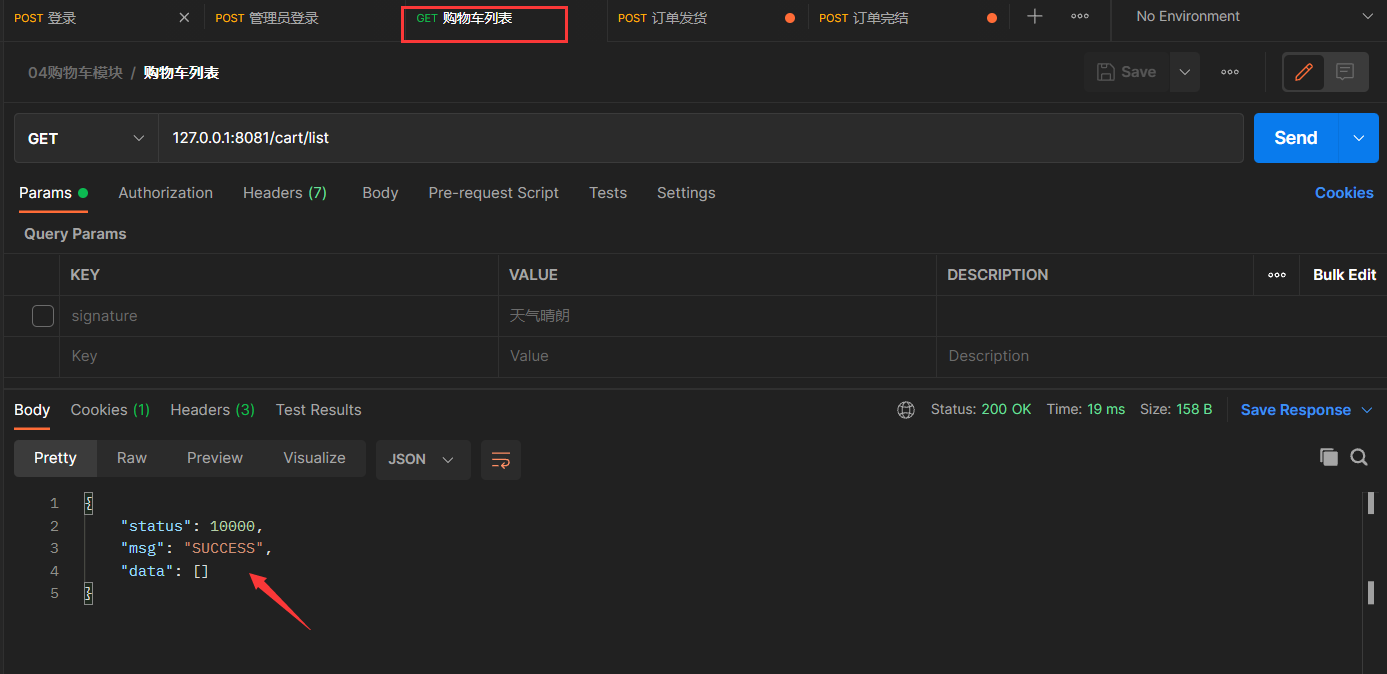 POST 登录 POST 管理员登录 GET 购物车列表 POST 订单发货 POST 订单完结 No Environment
04购物车模块 / 购物车列表 Save
GET 127.0.0.1:8081/cart/list Send
Params Authorization Headers (7) Body Pre-request Script Tests Settings Cookies
Query Params
KEY VALUE DESCRIPTION Bulk Edit
signature 天气晴朗
Key Value Description
Body Cookies (1) Headers (3) Test Results Status: 200 OK Time: 19 ms Size: 158 B Save Response
Pretty Raw Preview Visualize JSON
1 {
2 "status": 10000,
3 "msg": "SUCCESS",
4 "data": []
5 }